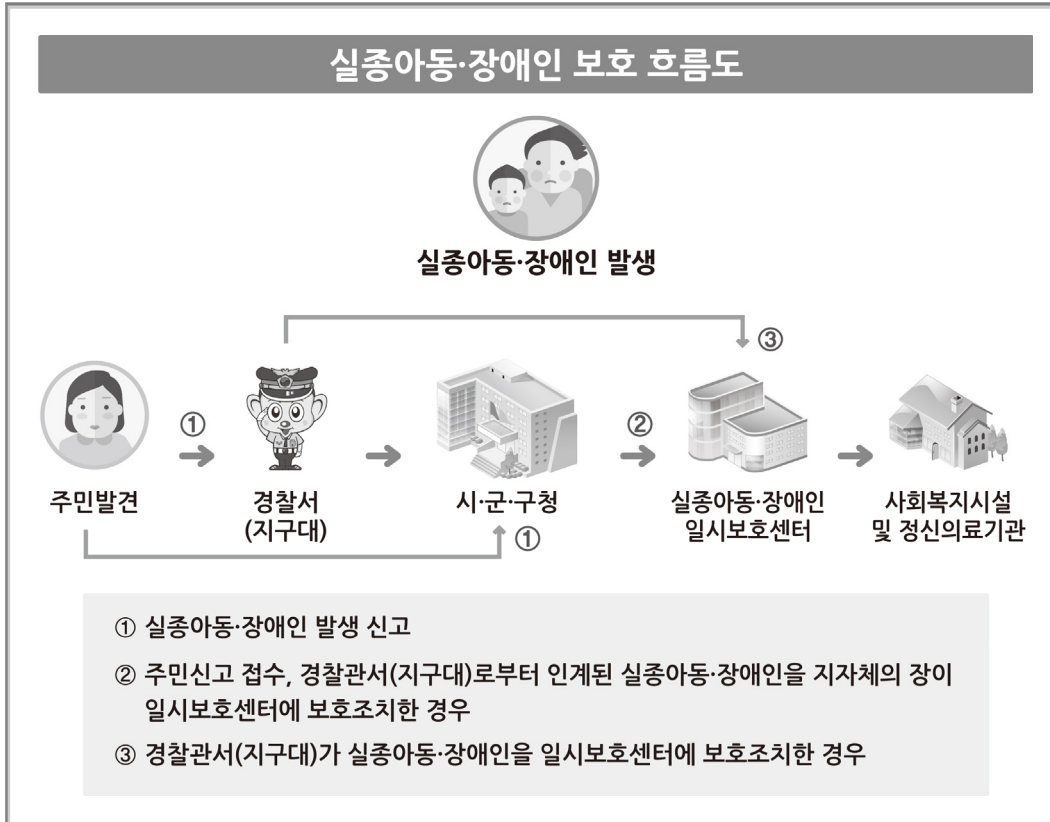 실종아동·장애인 보호 흐름도
실종아동·장애인 발생
③
①
②
주민발견
경찰서
(지구대)
시·군·구청
실종아동·장애인
일시보호센터
사회복지시설
및 정신의료기관
①
① 실종아동·장애인 발생 신고
② 주민신고 접수, 경찰관서(지구대)로부터 인계된 실종아동·장애인을 지자체의 장이
일시보호센터에 보호조치한 경우
③ 경찰관서(지구대)가 실종아동·장애인을 일시보호센터에 보호조치한 경우